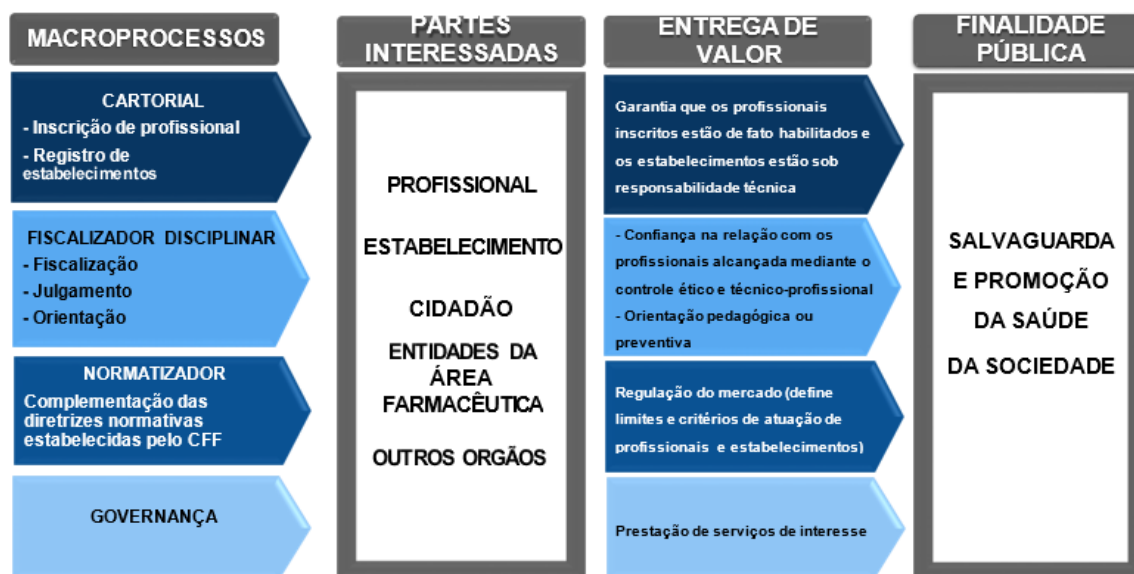 MACROPROCESSOS
CARTORIAL
- Inscrição de profissional
- Registro de
estabelecimentos
FISCALIZADOR DISCIPLINAR
- Fiscalização
- Julgamento
- Orientação
NORMATIZADOR
Complementação das
diretrizes normativas
estabelecidas pelo CFF
GOVERNANÇA
PARTES
INTERESSADAS
PROFISSIONAL
ESTABELECIMENTO
CIDADÃO
ENTIDADES DA
ÁREA
FARMACÊUTICA
OUTROS ORGÃOS
ENTREGA DE
VALOR
Garantia que os profissionais
inscritos estão de fato habilitados e
os estabelecimentos estão sob
responsabilidade técnica
- Confiança na relação com os
profissionais alcançada mediante o
controle ético e técnico-profissional
- Orientação pedagógica ou
preventiva
Regulação do mercado (define
limites e critérios de atuação de
profissionais e estabelecimentos)
Prestação de serviços de interesse
FINALIDADE
PÚBLICA
SALVAGUARDA
E PROMOÇÃO
DA SAÚDE
DA SOCIEDADE